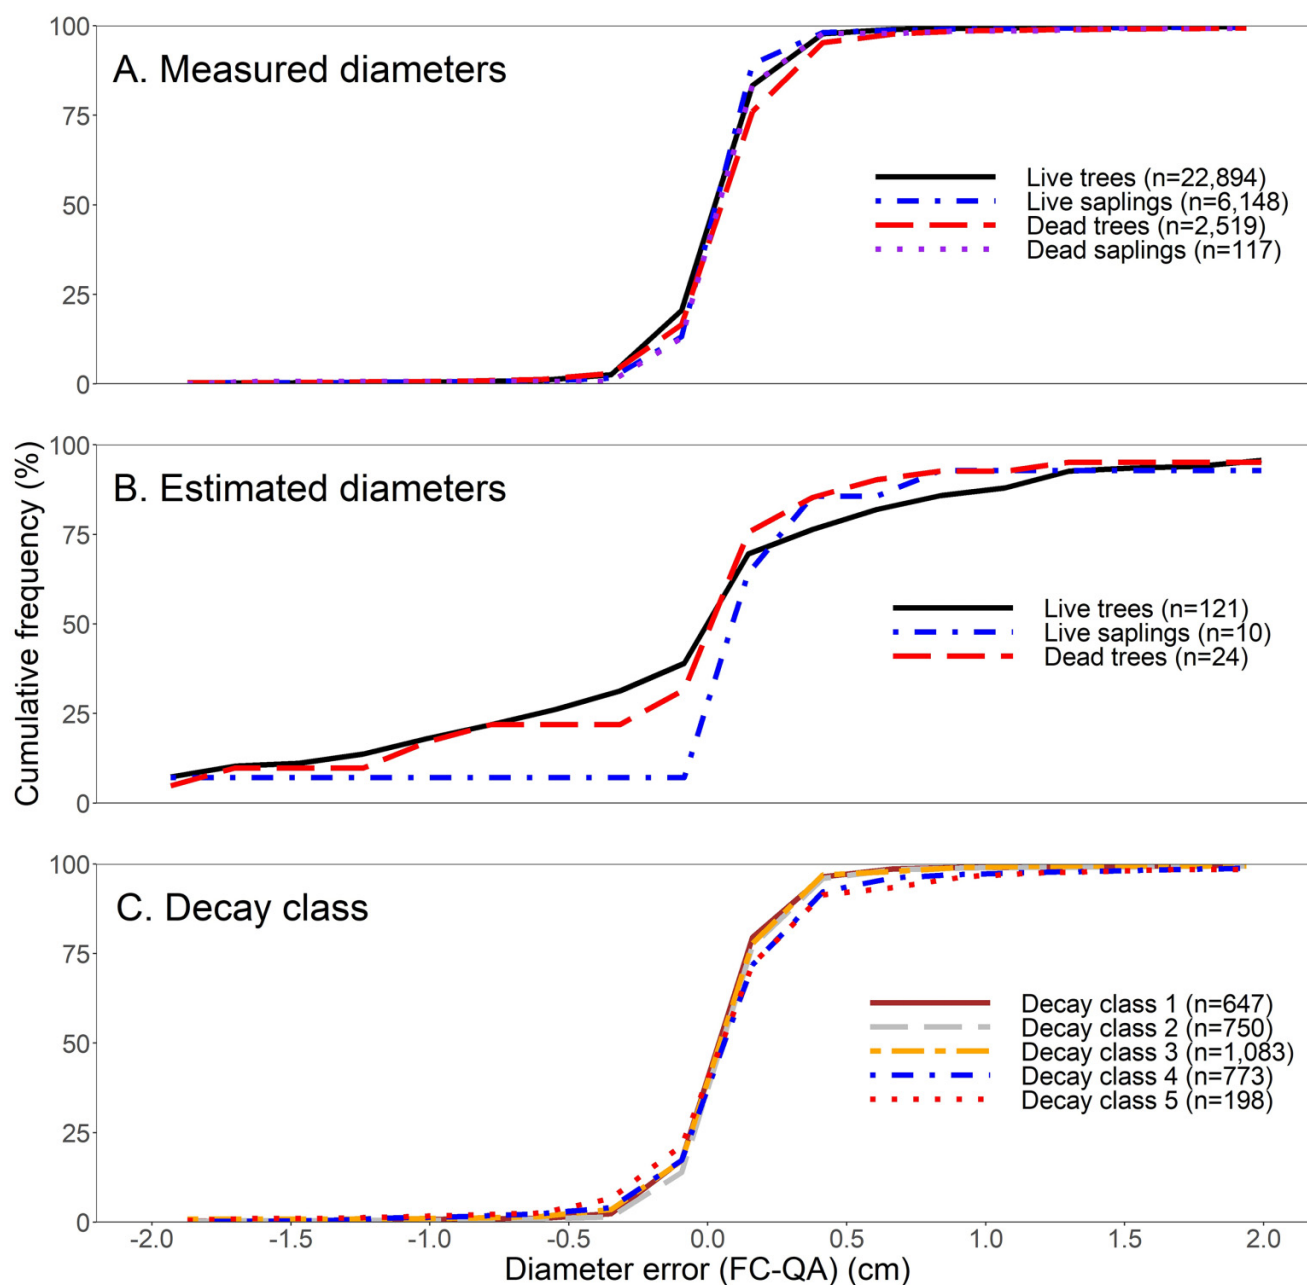 100
75
50
25
0
A. Measured diameters
Live trees (n=22,894)
Live saplings (n=6,148)
Dead trees (n=2,519)
Dead saplings (n=117)
Cumulative frequency (%)
100
75
50
25
0
B. Estimated diameters
Live trees (n=121)
Live saplings (n=10)
Dead trees (n=24)
100
75
50
25
0
C. Decay class
Decay class 1 (n=647)
Decay class 2 (n=750)
Decay class 3 (n=1,083)
Decay class 4 (n=773)
Decay class 5 (n=198)
-2.0 -1.5 -1.0 -0.5 0.0 0.5 1.0 1.5 2.0
Diameter error (FC-QA) (cm)